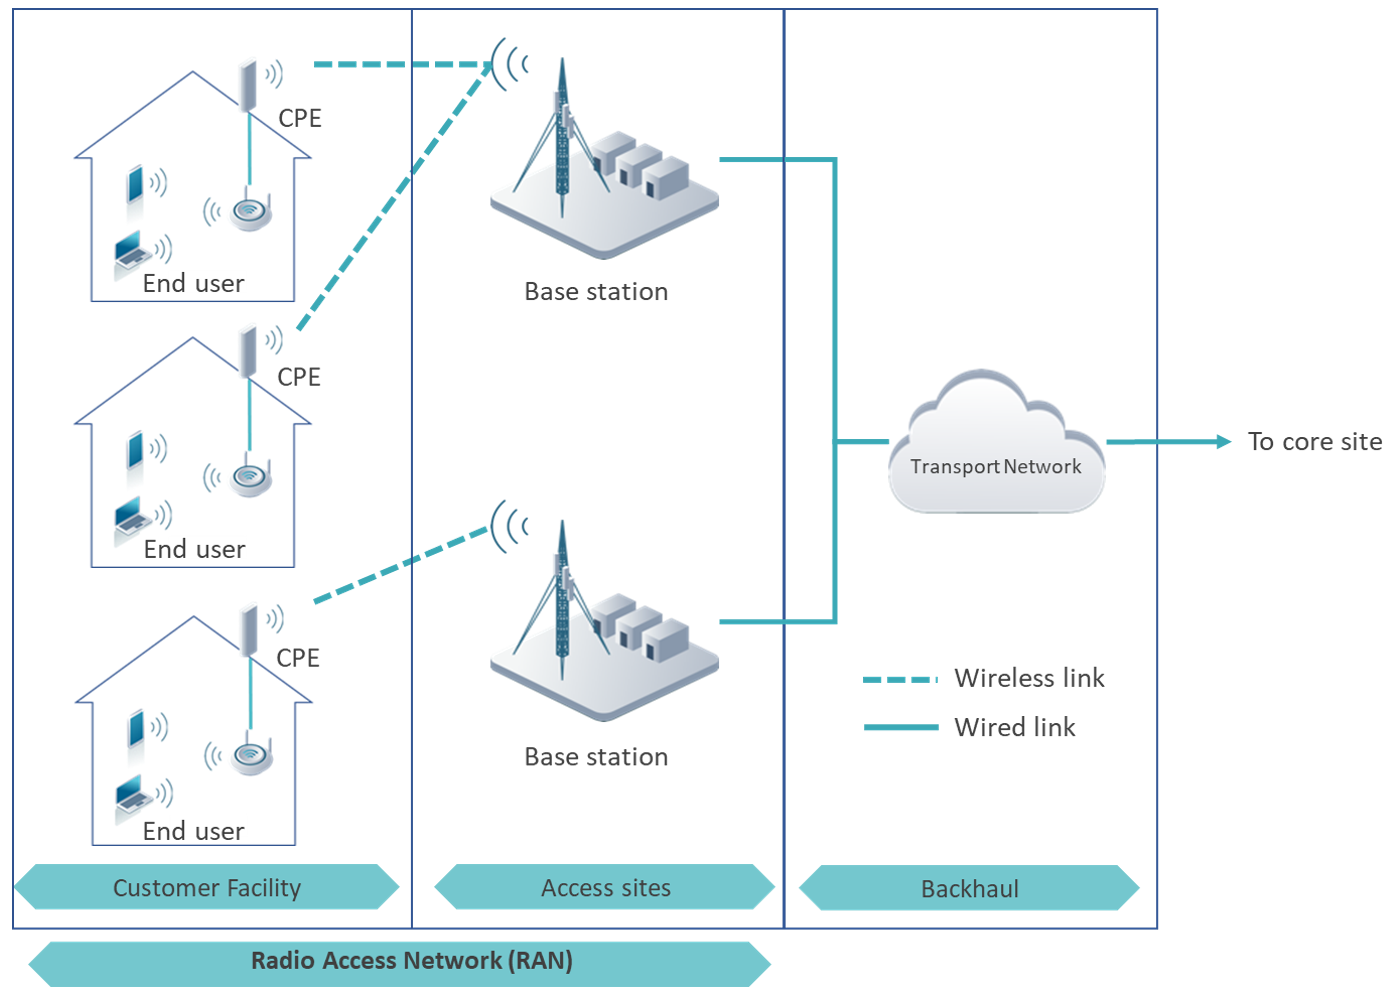 CPE
End user
CPE
End user
CPE
End user
Base station
Base station
Transport Network
To core site
Wireless link
Wired link
Customer Facility
Access sites
Backhaul
Radio Access Network (RAN)